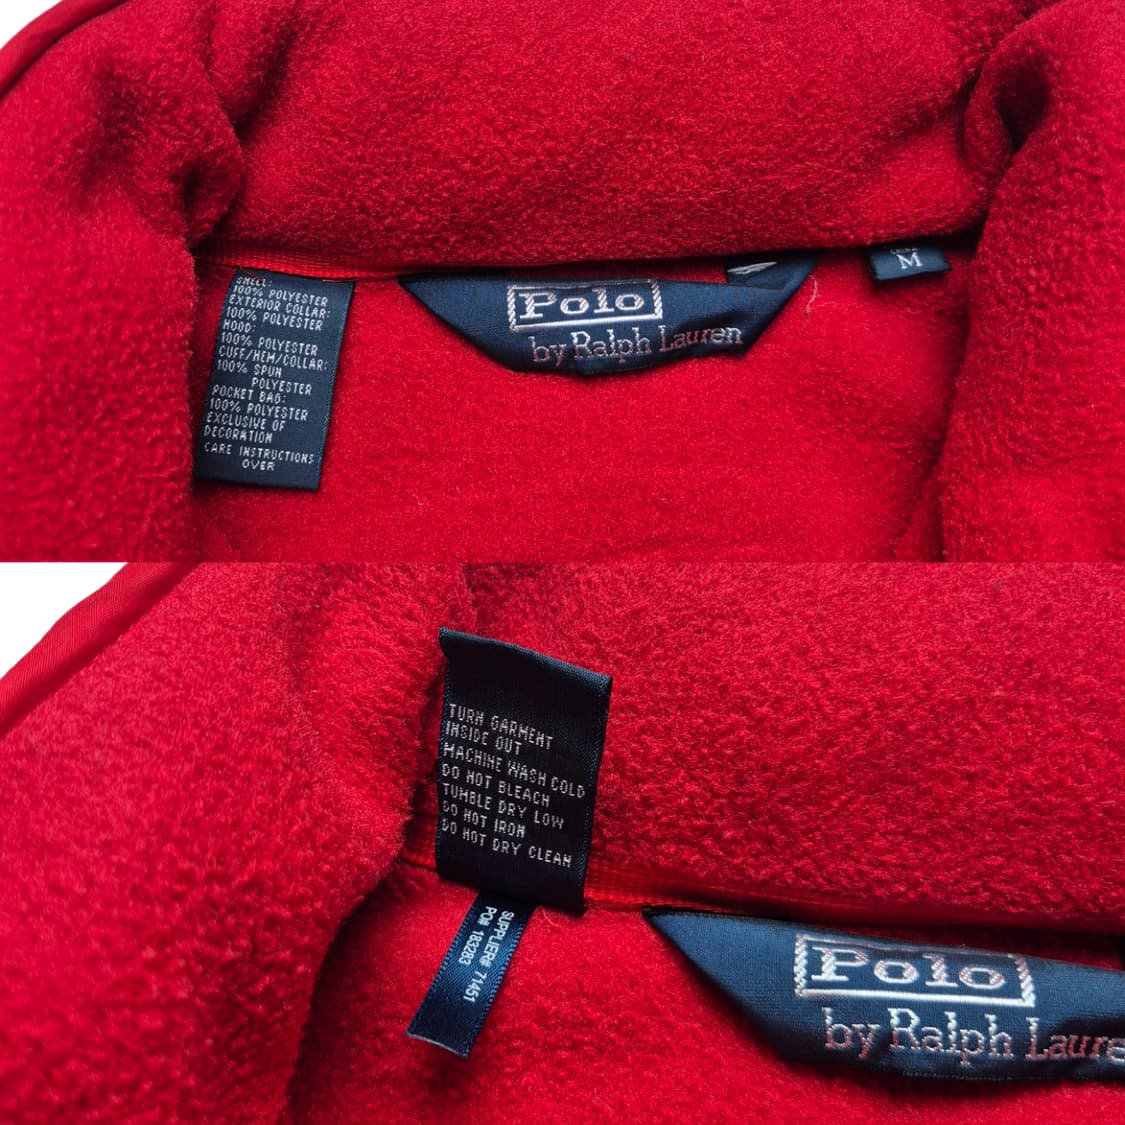 SHELL:
100% POLYESTER
EXTERIOR COLLAR:
100% POLYESTER
HOOD:
100% POLYESTER
CUFF/HEM/COLLAR:
100% SPUN
POLYESTER
POCKET BAG:
100% POLYESTER
EXCLUSIVE OF
DECORATION
CARE INSTRUCTIONS
OVER
Polo
by Ralph Lauren
M
TURN GARMENT
INSIDE OUT
MACHINE WASH COLD
DO NOT BLEACH
TUMBLE DRY LOW
DO NOT IRON
DO NOT DRY CLEAN
SUPPLIER# 71451
PO# 183283
Polo
by Ralph Laure